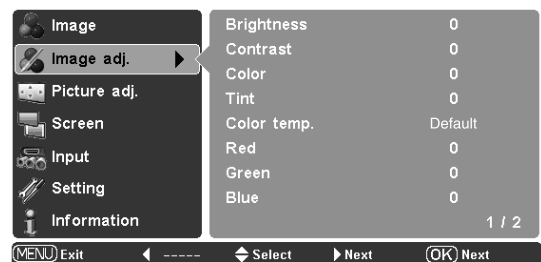 Image
Image adj.
Picture adj.
Screen
Input
Setting
Information
Brightness 0
Contrast 0
Color 0
Tint 0
Color temp. Default
Red 0
Green 0
Blue 0
1 / 2
MENU Exit ----- Select Next OK Next